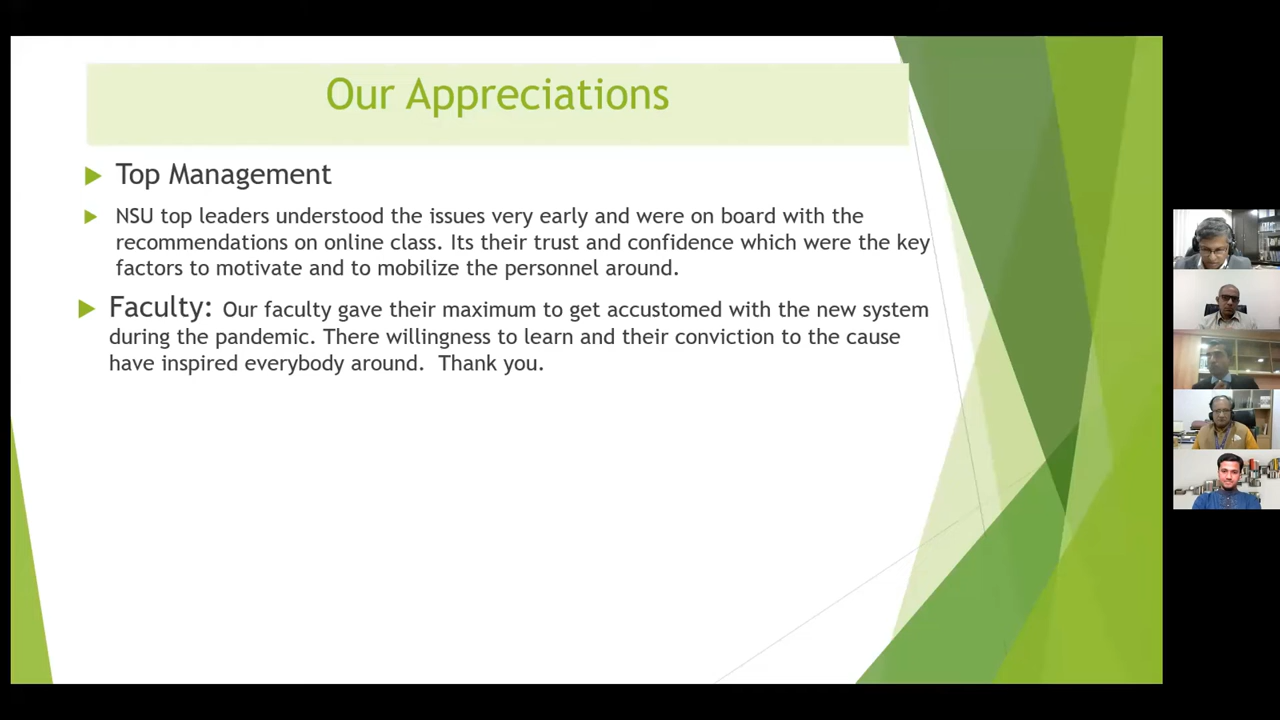 Our Appreciations
Top Management
NSU top leaders understood the issues very early and were on board with the
recommendations on online class. Its their trust and confidence which were the key
factors to motivate and to mobilize the personnel around.
Faculty: Our faculty gave their maximum to get accustomed with the new system
during the pandemic. There willingness to learn and their conviction to the cause
have inspired everybody around.  Thank you.